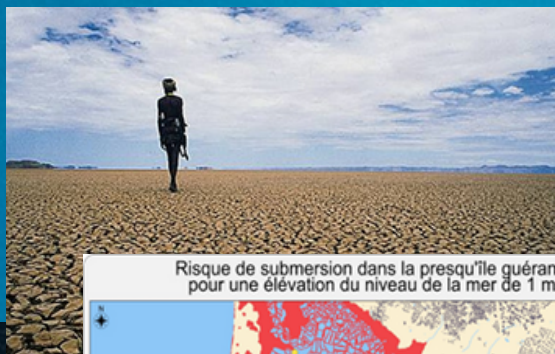 Risque de submersion dans la presqu'île guéran
pour une élévation du niveau de la mer de 1 m
N